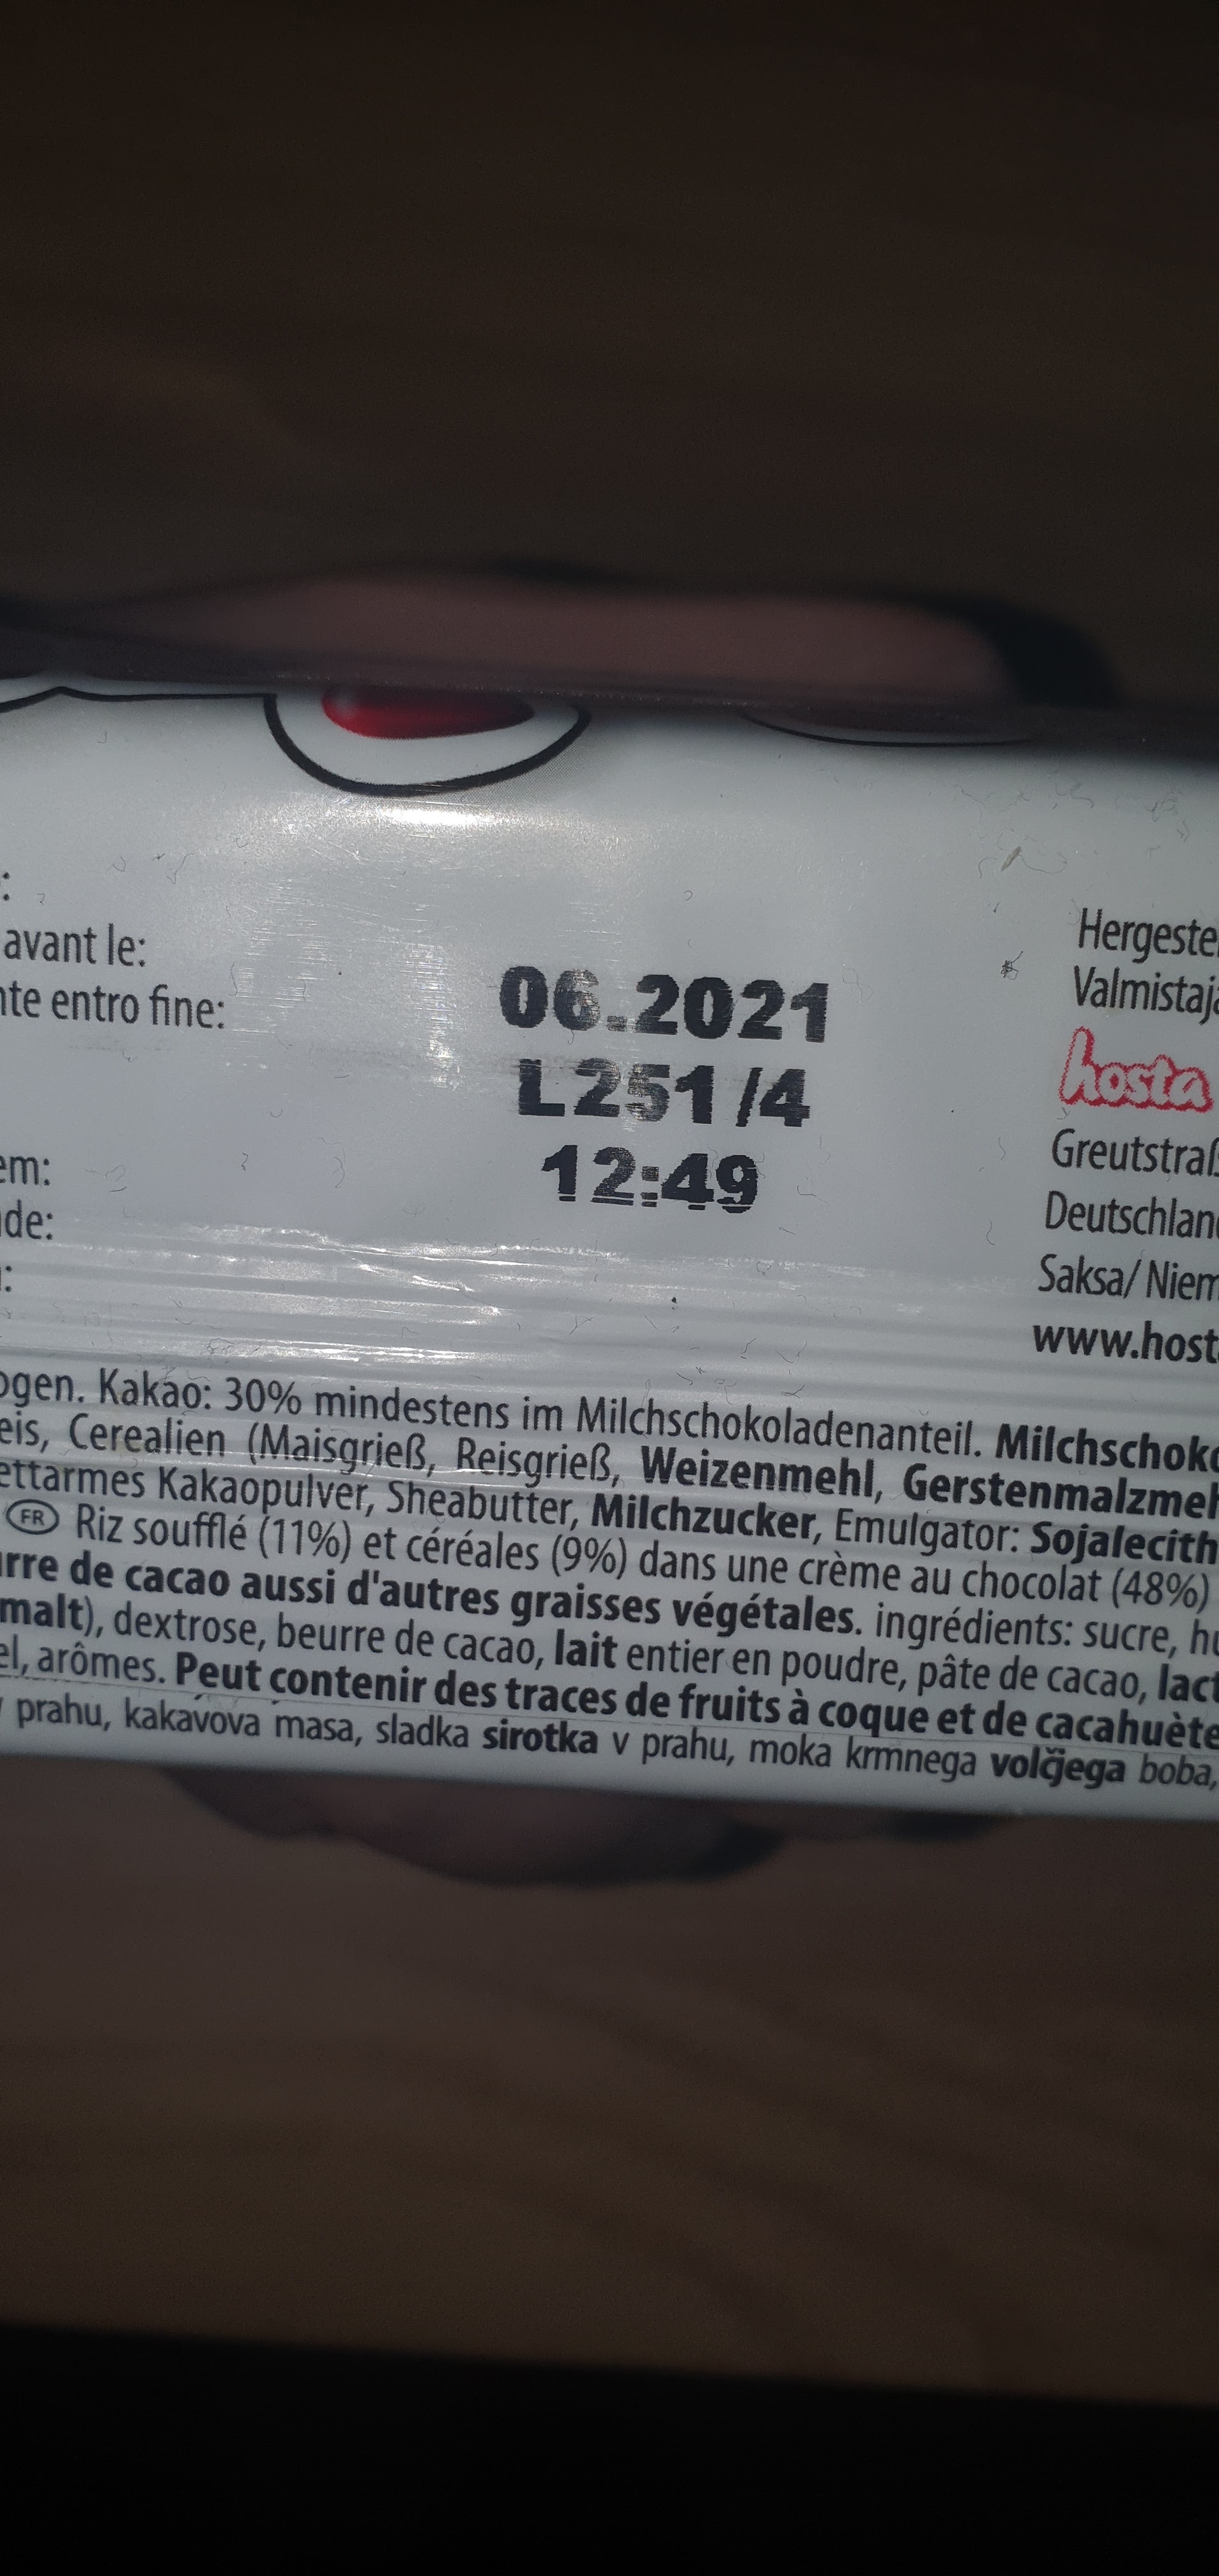 :
avant le:
nte entro fine:
em:
de:
:
06.2021
L251/4
12:49
Hergeste
Valmistaja
hosta
Greutstraß
Deutschlan
Saksa/ Niem
www.host
ogen. Kakao: 30% mindestens im Milchschokoladenanteil. Milchschoko
eis, Cerealien (Maisgrieß, Reisgrieß, Weizenmehl, Gerstenmalzmeh
ettarmes Kakaopulver, Sheabutter, Milchzucker, Emulgator: Sojalecith
FR Riz soufflé (11%) et céréales (9%) dans une crème au chocolat (48%)
rre de cacao aussi d'autres graisses végétales. ingrédients: sucre, hu
malt), dextrose, beurre de cacao, lait entier en poudre, pâte de cacao, lact
el, arômes. Peut contenir des traces de fruits à coque et de cacahuète
v prahu, kakavova masa, sladka sirotka v prahu, moka krmnega volčjega boba,